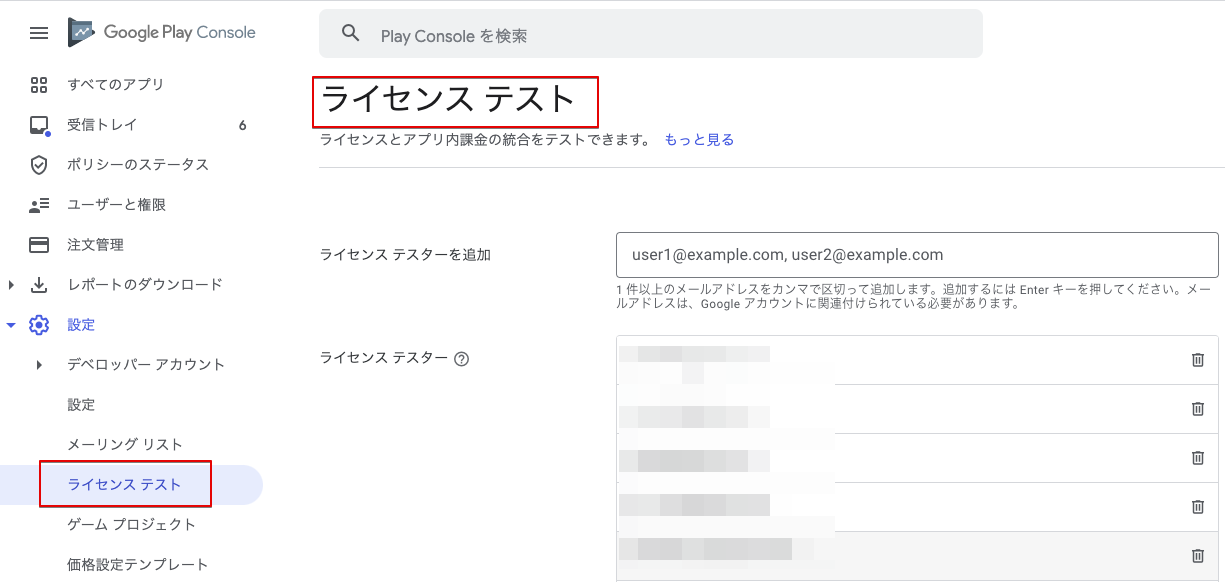 Google Play Console
Play Console を検索
すべてのアプリ
受信トレイ 6
ポリシーのステータス
ユーザーと権限
注文管理
レポートのダウンロード
設定
デベロッパー アカウント
設定
メーリング リスト
ライセンス テスト
ゲーム プロジェクト
価格設定テンプレート
ライセンス テスト
ライセンスとアプリ内課金の統合をテストできます。 もっと見る
ライセンス テスターを追加
user1@example.com, user2@example.com
1 件以上のメールアドレスをカンマで区切って追加します。追加するには Enter キーを押してください。メー
ルアドレスは、Google アカウントに関連付けられている必要があります。
ライセンス テスター